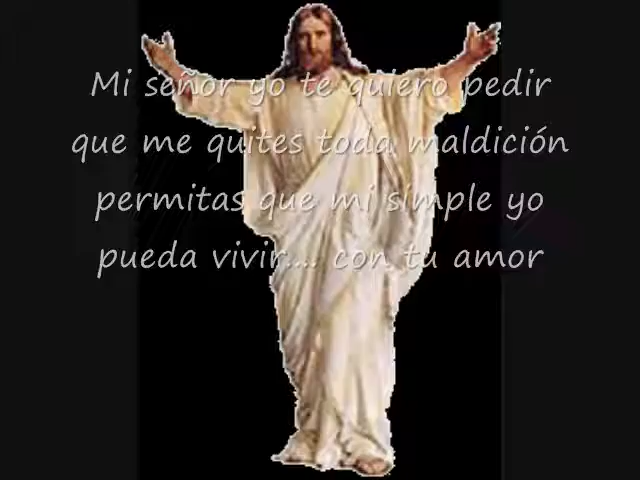 Mi señor yo te quiero pedir
que me quites toda maldición
permitas que mi simple yo
pueda vivir.... con tu amor